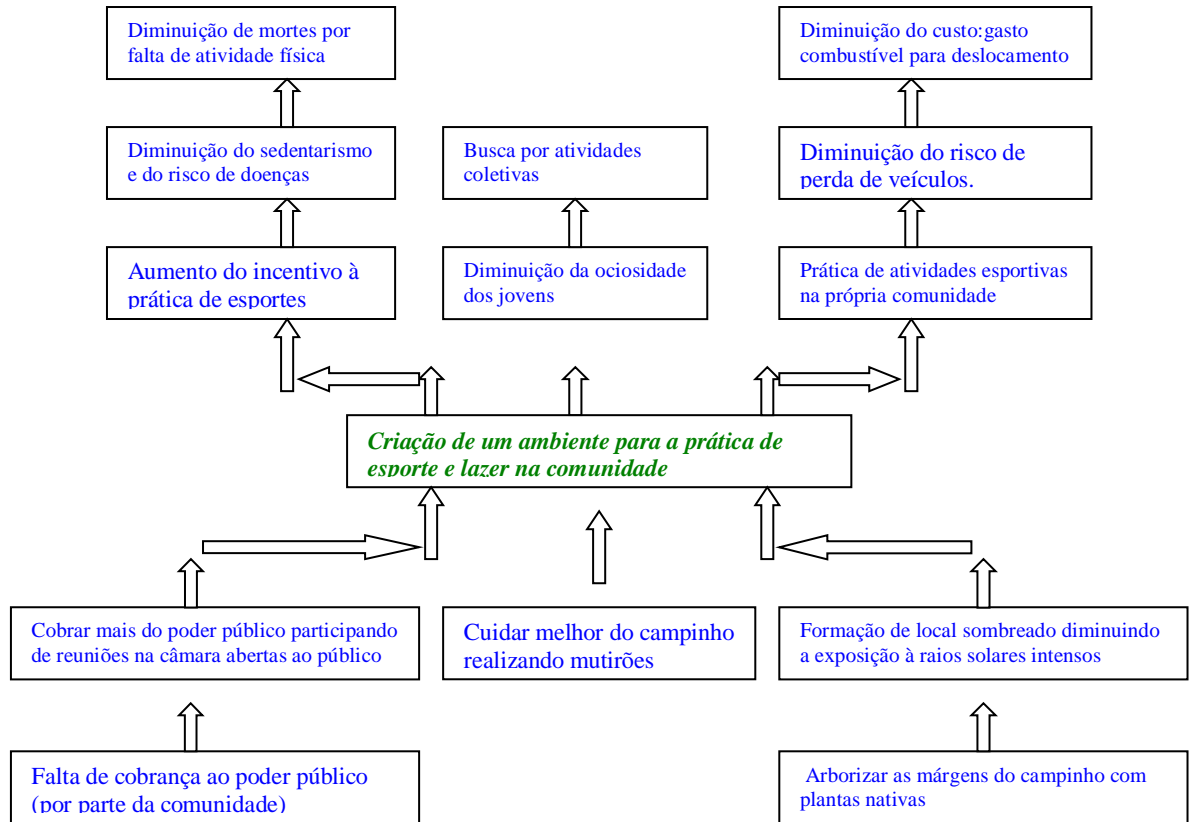 Diminuição de mortes por
falta de atividade física
Diminuição do custo:gasto
combustível para deslocamento
Diminuição do sedentarismo
e do risco de doenças
Busca por atividades
coletivas
Diminuição do risco de
perda de veículos.
Aumento do incentivo à
prática de esportes
Diminuição da ociosidade
dos jovens
Prática de atividades esportivas
na própria comunidade
Criação de um ambiente para a prática de
esporte e lazer na comunidade
Cobrar mais do poder público participando
de reuniões na câmara abertas ao público
Cuidar melhor do campinho
realizando mutirões
Formação de local sombreado diminuindo
a exposição à raios solares intensos
Falta de cobrança ao poder público
(por parte da comunidade)
Arborizar as márgens do campinho com
plantas nativas